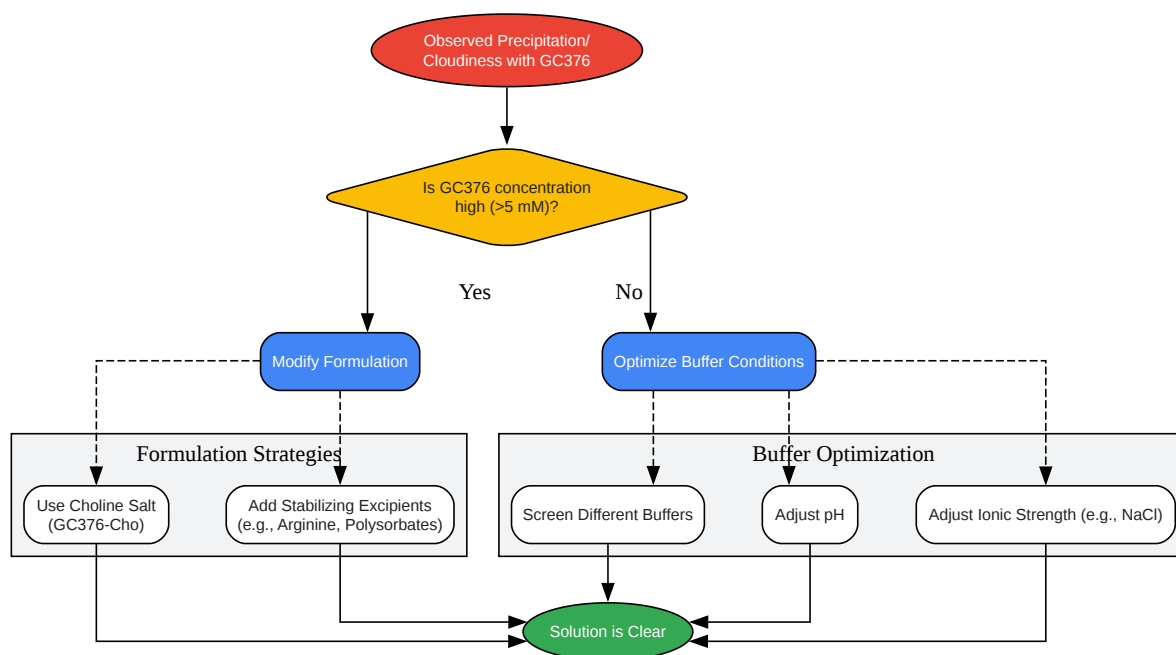 Observed Precipitation/
Cloudiness with GC376
Is GC376 concentration
high (>5 mM)?
Yes
No
Modify Formulation
Optimize Buffer Conditions
Formulation Strategies
Buffer Optimization
Use Choline Salt
(GC376-Cho)
Add Stabilizing Excipients
(e.g., Arginine, Polysorbates)
Screen Different Buffers
Adjust pH
Adjust Ionic Strength (e.g., NaCl)
Solution is Clear